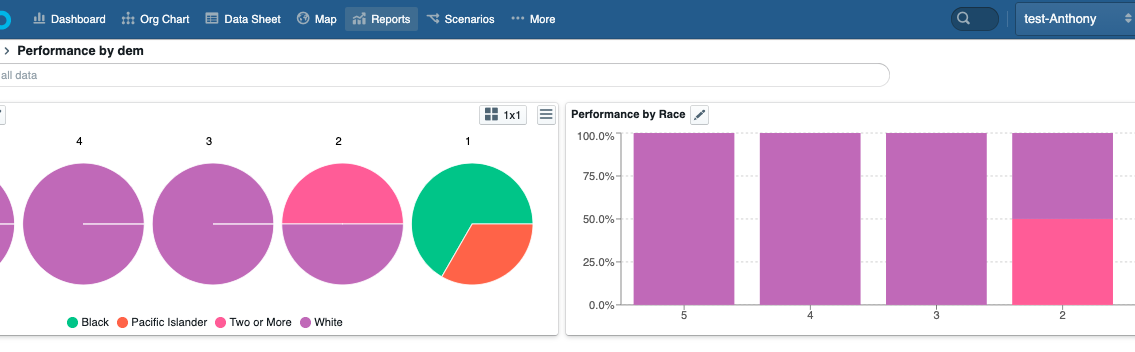 Dashboard Org Chart Data Sheet Map Reports Scenarios ··· More test-Anthony
> Performance by dem
all data
1x1
4 3 2 1
Black Pacific Islander Two or More White
Performance by Race
100.0%
75.0%
50.0%
25.0%
0.0%
5 4 3 2